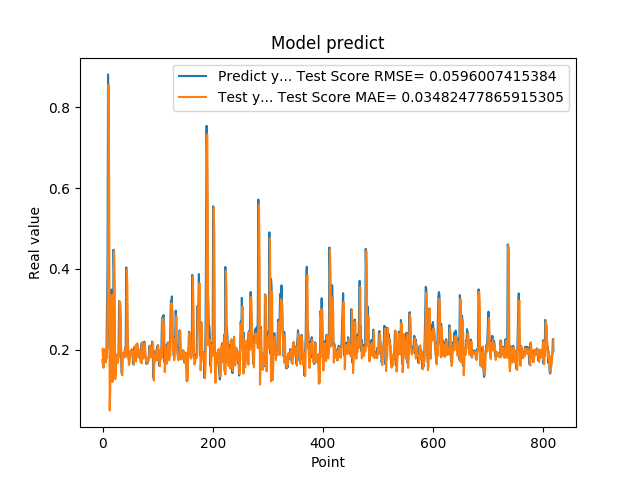 Model predict
Predict y... Test Score RMSE= 0.0596007415384
Test y... Test Score MAE= 0.03482477865915305
0.8
0.6
0.4
0.2
Real value
0
200
400
600
800
Point